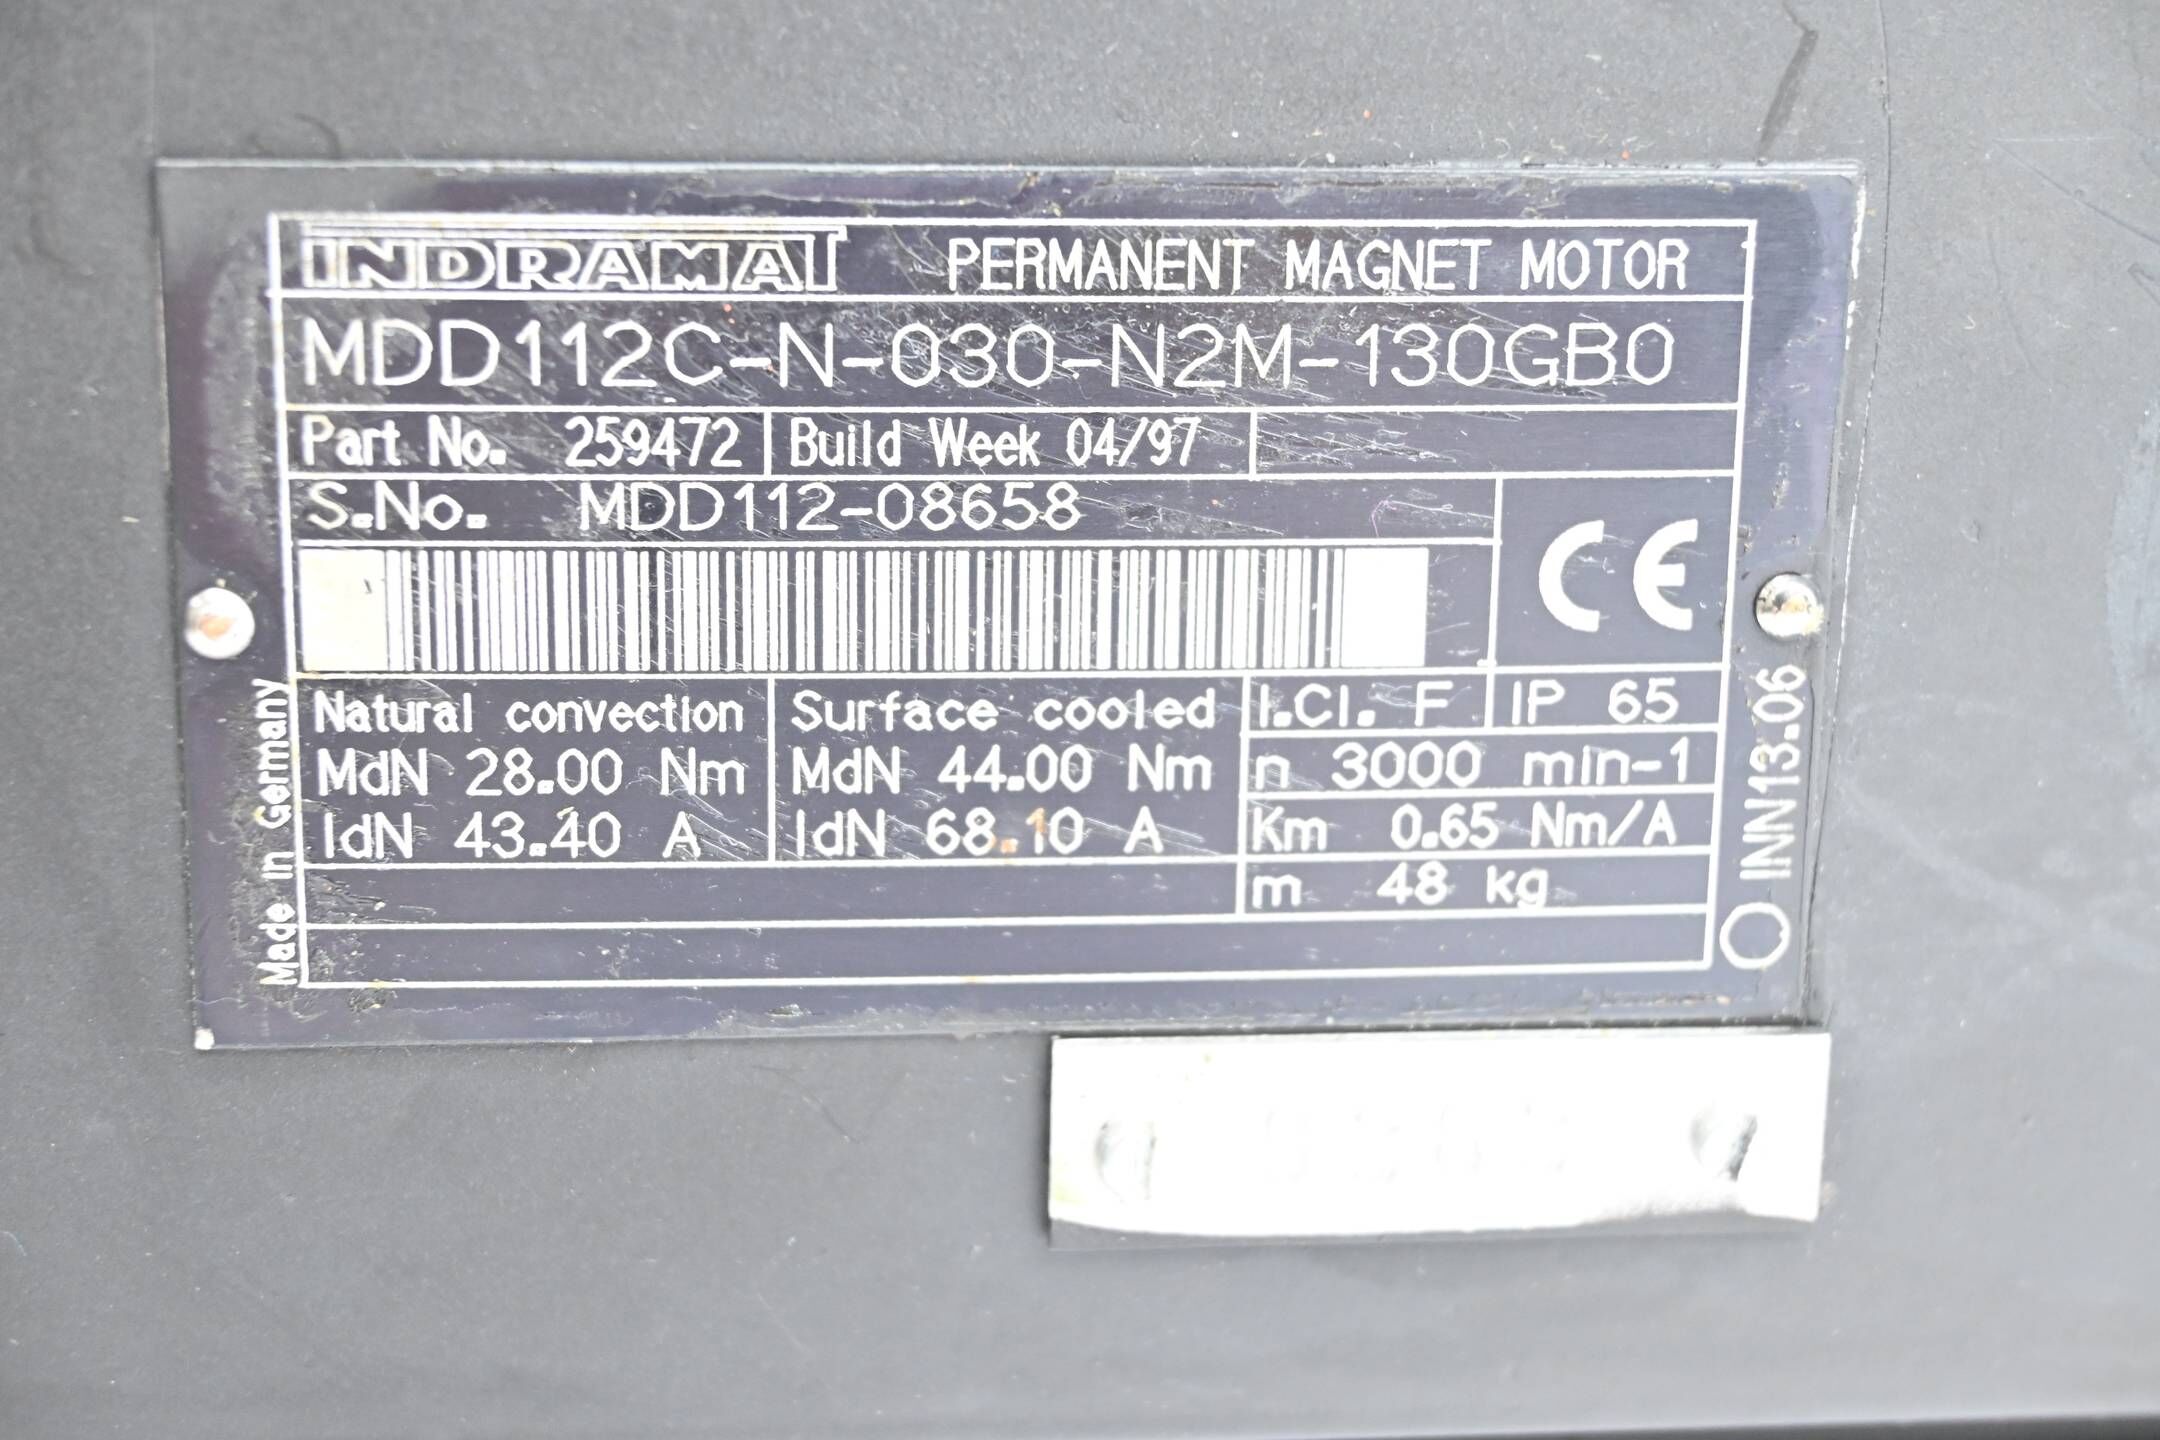 INDRAMAT PERMANENT MAGNET MOTOR
MDD112C-N-030-N2M-130GB0
Part No. 259472 Build Week 04/97
S.No. MDD112-08658
CE
Natural convection Surface cooled I.Cl. F IP 65
MdN 28.00 Nm MdN 44.00 Nm n 3000 min-1
IdN 43.40 A IdN 68.10 A Km 0.65 Nm/A
m 48 kg
Made in Germany
INN13.06